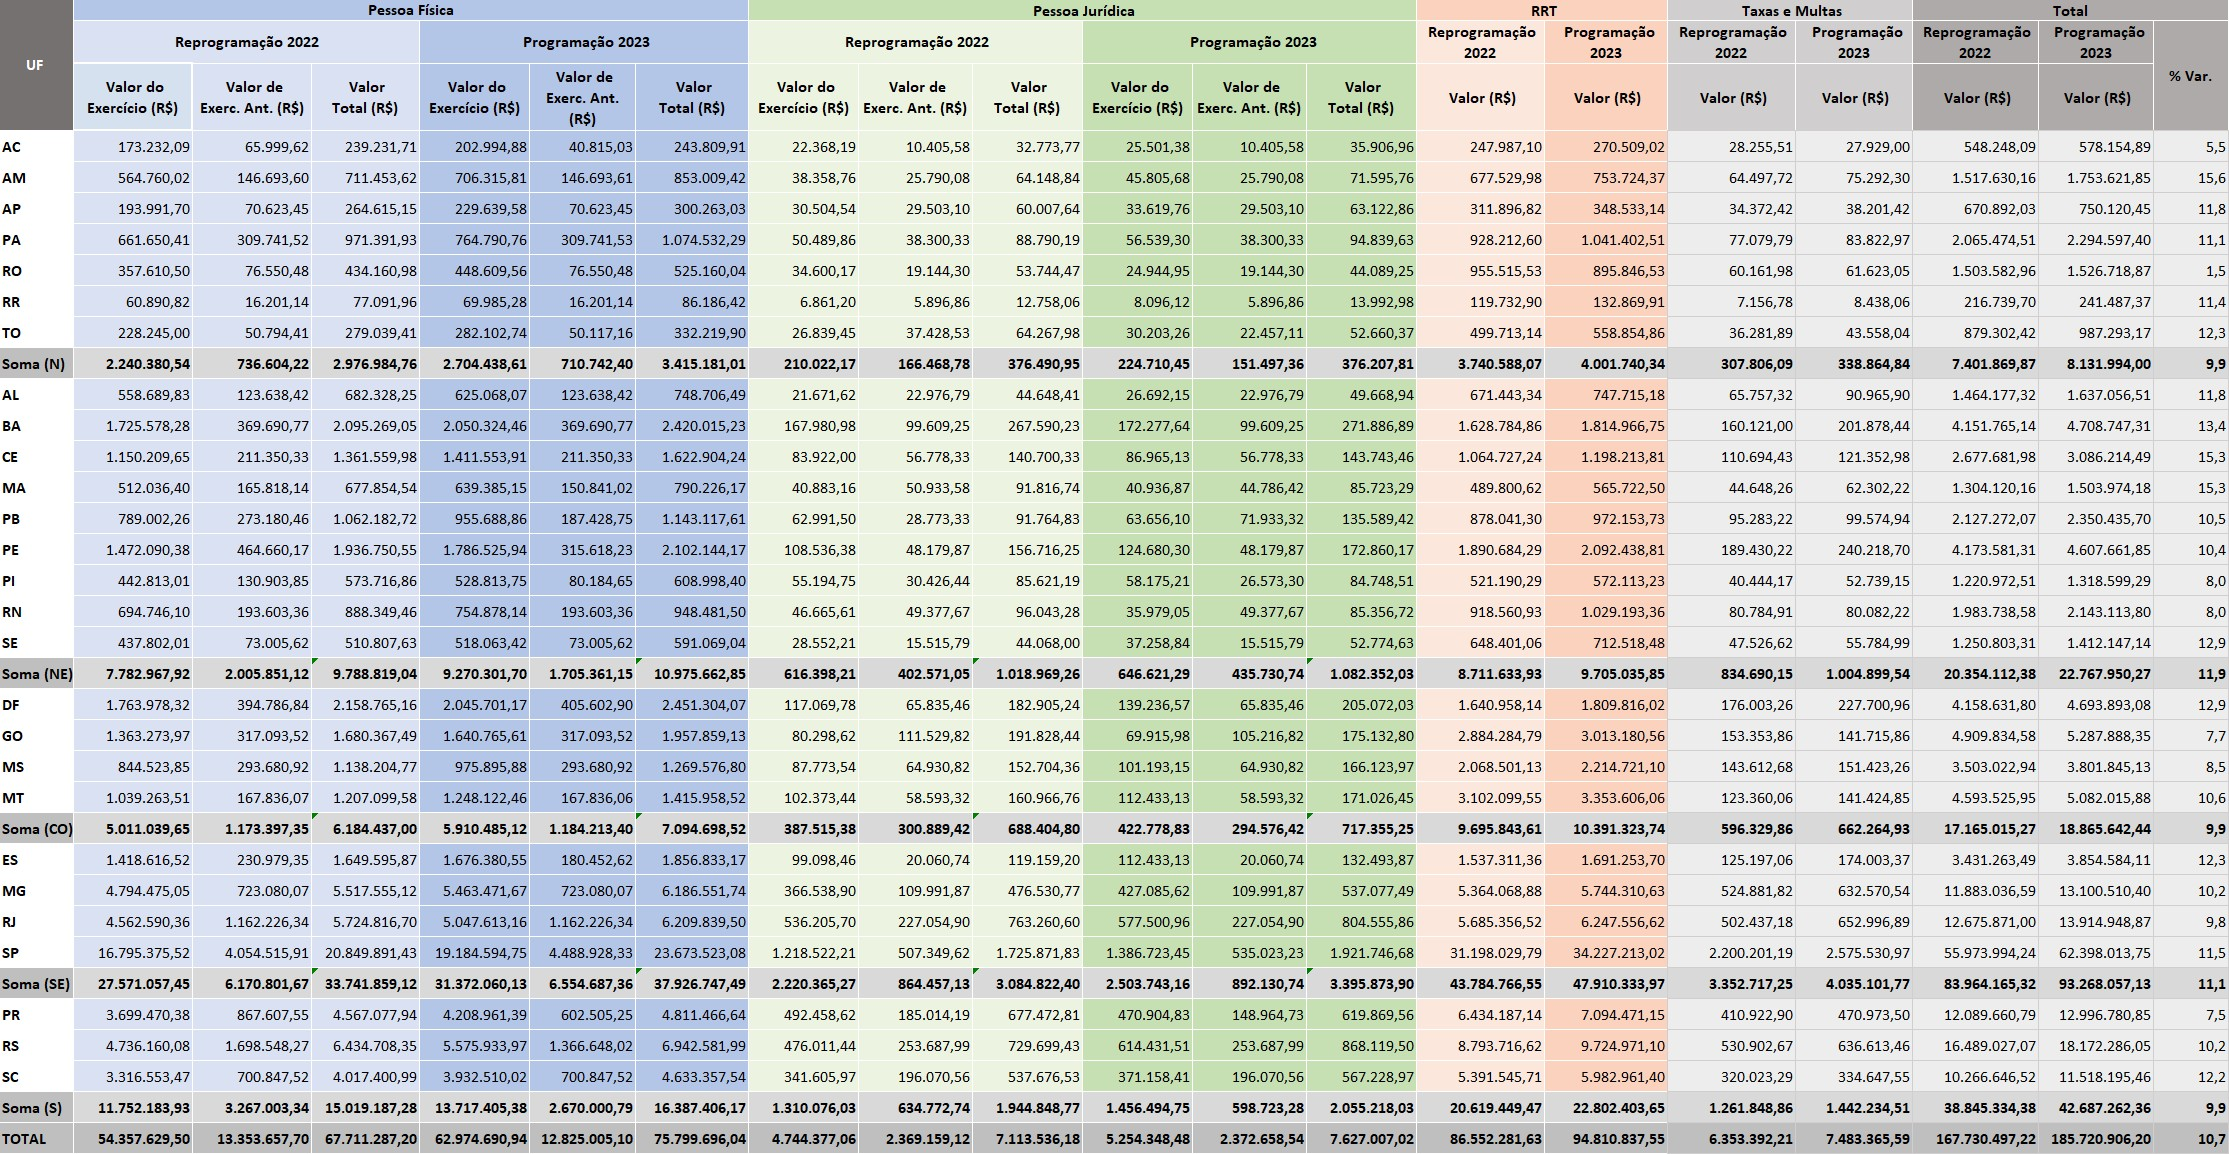 Pessoa Física Pessoa Jurídica RRT Taxas e Multas Total
UF Reprogramação 2022 Programação 2023 Reprogramação 2022 Programação 2023 Reprogramação 2022 Programação 2023 Reprogramação 2022 Programação 2023 Reprogramação 2022 Programação 2023 % Var.
Valor do Exercício (R$) Valor de Exerc. Ant. (R$) Valor Total (R$) Valor do Exercício (R$) Valor de Exerc. Ant. (R$) Valor Total (R$) Valor do Exercício (R$) Valor de Exerc. Ant. (R$) Valor Total (R$) Valor do Exercício (R$) Valor de Exerc. Ant. (R$) Valor Total (R$) Valor (R$) Valor (R$) Valor (R$) Valor (R$) Valor (R$) Valor (R$)
AC 173.232,09 65.999,62 239.231,71 202.994,88 40.815,03 243.809,91 22.368,19 10.405,58 32.773,77 25.501,38 10.405,58 35.906,96 247.987,10 270.509,02 28.255,51 27.929,00 548.248,09 578.154,89 5,5
AM 564.760,02 146.693,60 711.453,62 706.315,81 146.693,61 853.009,42 38.358,76 25.790,08 64.148,84 45.805,68 25.790,08 71.595,76 677.529,98 753.724,37 64.497,72 75.292,30 1.517.630,16 1.753.621,85 15,6
AP 193.991,70 70.623,45 264.615,15 229.639,58 70.623,45 300.263,03 30.504,54 29.503,10 60.007,64 33.619,76 29.503,10 63.122,86 311.896,82 348.533,14 34.372,42 38.201,42 670.892,03 750.120,45 11,8
PA 661.650,41 309.741,52 971.391,93 764.790,76 309.741,53 1.074.532,29 50.489,86 38.300,33 88.790,19 56.539,30 38.300,33 94.839,63 928.212,60 1.041.402,51 77.079,79 83.822,97 2.065.474,51 2.294.597,40 11,1
RO 357.610,50 76.550,48 434.160,98 448.609,56 76.550,48 525.160,04 34.600,17 19.144,30 53.744,47 24.944,95 19.144,30 44.089,25 955.515,53 895.846,53 60.161,98 61.623,05 1.503.582,96 1.526.718,87 1,5
RR 60.890,82 16.201,14 77.091,96 69.985,28 16.201,14 86.186,42 6.861,20 5.896,86 12.758,06 8.096,12 5.896,86 13.992,98 119.732,90 132.869,91 7.156,78 8.438,06 216.739,70 241.487,37 11,4
TO 228.245,00 50.794,41 279.039,41 282.102,74 50.117,16 332.219,90 26.839,45 37.428,53 64.267,98 30.203,26 22.457,11 52.660,37 499.713,14 558.854,86 36.281,89 43.558,04 879.302,42 987.293,17 12,3
Soma (N) 2.240.380,54 736.604,22 2.976.984,76 2.704.438,61 710.742,40 3.415.181,01 210.022,17 166.468,78 376.490,95 224.710,45 151.497,36 376.207,81 3.740.588,07 4.001.740,34 307.806,09 338.864,84 7.401.869,87 8.131.994,00 9,9
AL 558.689,83 123.638,42 682.328,25 625.068,07 123.638,42 748.706,49 21.671,62 22.976,79 44.648,41 26.692,15 22.976,79 49.668,94 671.443,34 747.715,18 65.757,32 90.965,90 1.464.177,32 1.637.056,51 11,8
BA 1.725.578,28 369.690,77 2.095.269,05 2.050.324,46 369.690,77 2.420.015,23 167.980,98 99.609,25 267.590,23 172.277,64 99.609,25 271.886,89 1.628.784,86 1.814.966,75 160.121,00 201.878,44 4.151.765,14 4.708.747,31 13,4
CE 1.150.209,65 211.350,33 1.361.559,98 1.411.553,91 211.350,33 1.622.904,24 83.922,00 56.778,33 140.700,33 86.965,13 56.778,33 143.743,46 1.064.727,24 1.198.213,81 110.694,43 121.352,98 2.677.681,98 3.086.214,49 15,3
MA 512.036,40 165.818,14 677.854,54 639.385,15 150.841,02 790.226,17 40.883,16 50.933,58 91.816,74 40.936,87 44.786,42 85.723,29 489.800,62 565.722,50 44.648,26 62.302,22 1.304.120,16 1.503.974,18 15,3
PB 789.002,26 273.180,46 1.062.182,72 955.688,86 187.428,75 1.143.117,61 62.991,50 28.773,33 91.764,83 63.656,10 71.933,32 135.589,42 878.041,30 972.153,73 95.283,22 99.574,94 2.127.272,07 2.350.435,70 10,5
PE 1.472.090,38 464.660,17 1.936.750,55 1.786.525,94 315.618,23 2.102.144,17 108.536,38 48.179,87 156.716,25 124.680,30 48.179,87 172.860,17 1.890.684,29 2.092.438,81 189.430,22 240.218,70 4.173.581,31 4.607.661,85 10,4
PI 442.813,01 130.903,85 573.716,86 528.813,75 80.184,65 608.998,40 55.194,75 30.426,44 85.621,19 58.175,21 26.573,30 84.748,51 521.190,29 572.113,23 40.444,17 52.739,15 1.220.972,51 1.318.599,29 8,0
RN 694.746,10 193.603,36 888.349,46 754.878,14 193.603,36 948.481,50 46.665,61 49.377,67 96.043,28 35.979,05 49.377,67 85.356,72 918.560,93 1.029.193,36 80.784,91 80.082,22 1.983.738,58 2.143.113,80 8,0
SE 437.802,01 73.005,62 510.807,63 518.063,42 73.005,62 591.069,04 28.552,21 15.515,79 44.068,00 37.258,84 15.515,79 52.774,63 648.401,06 712.518,48 47.526,62 55.784,99 1.250.803,31 1.412.147,14 12,9
Soma (NE) 7.782.967,92 2.005.851,12 9.788.819,04 9.270.301,70 1.705.361,15 10.975.662,85 616.398,21 402.571,05 1.018.969,26 646.621,29 435.730,74 1.082.352,03 8.711.633,93 9.705.035,85 834.690,15 1.004.899,54 20.354.112,38 22.767.950,27 11,9
DF 1.763.978,32 394.786,84 2.158.765,16 2.045.701,17 405.602,90 2.451.304,07 117.069,78 65.835,46 182.905,24 139.236,57 65.835,46 205.072,03 1.640.958,14 1.809.816,02 176.003,26 227.700,96 4.158.631,80 4.693.893,08 12,9
GO 1.363.273,97 317.093,52 1.680.367,49 1.640.765,61 317.093,52 1.957.859,13 80.298,62 111.529,82 191.828,44 69.915,98 105.216,82 175.132,80 2.884.284,79 3.013.180,56 153.353,86 141.715,86 4.909.834,58 5.287.888,35 7,7
MS 844.523,85 293.680,92 1.138.204,77 975.895,88 293.680,92 1.269.576,80 87.773,54 64.930,82 152.704,36 101.193,15 64.930,82 166.123,97 2.068.501,13 2.214.721,10 143.612,68 151.423,26 3.503.022,94 3.801.845,13 8,5
MT 1.039.263,51 167.836,07 1.207.099,58 1.248.122,46 167.836,06 1.415.958,52 102.373,44 58.593,32 160.966,76 112.433,13 58.593,32 171.026,45 3.102.099,55 3.353.606,06 123.360,06 141.424,85 4.593.525,95 5.082.015,88 10,6
Soma (CO) 5.011.039,65 1.173.397,35 6.184.437,00 5.910.485,12 1.184.213,40 7.094.698,52 387.515,38 300.889,42 688.404,80 422.778,83 294.576,42 717.355,25 9.695.843,61 10.391.323,74 596.329,86 662.264,93 17.165.015,27 18.865.642,44 9,9
ES 1.418.616,52 230.979,35 1.649.595,87 1.676.380,55 180.452,62 1.856.833,17 99.098,46 20.060,74 119.159,20 112.433,13 20.060,74 132.493,87 1.537.311,36 1.691.253,70 125.197,06 174.003,37 3.431.263,49 3.854.584,11 12,3
MG 4.794.475,05 723.080,07 5.517.555,12 5.463.471,67 723.080,07 6.186.551,74 366.538,90 109.991,87 476.530,77 427.085,62 109.991,87 537.077,49 5.364.068,88 5.744.310,63 524.881,82 632.570,54 11.883.036,59 13.100.510,40 10,2
RJ 4.562.590,36 1.162.226,34 5.724.816,70 5.047.613,16 1.162.226,34 6.209.839,50 536.205,70 227.054,90 763.260,60 577.500,96 227.054,90 804.555,86 5.685.356,52 6.247.556,62 502.437,18 652.996,89 12.675.871,00 13.914.948,87 9,8
SP 16.795.375,52 4.054.515,91 20.849.891,43 19.184.594,75 4.488.928,33 23.673.523,08 1.218.522,21 507.349,62 1.725.871,83 1.386.723,45 535.023,23 1.921.746,68 31.198.029,79 34.227.213,02 2.200.201,19 2.575.530,97 55.973.994,24 62.398.013,75 11,5
Soma (SE) 27.571.057,45 6.170.801,67 33.741.859,12 31.372.060,13 6.554.687,36 37.926.747,49 2.220.365,27 864.457,13 3.084.822,40 2.503.743,16 892.130,74 3.395.873,90 43.784.766,55 47.910.333,97 3.352.717,25 4.035.101,77 83.964.165,32 93.268.057,13 11,1
PR 3.699.470,38 867.607,55 4.567.077,94 4.208.961,39 602.505,25 4.811.466,64 492.458,62 185.014,19 677.472,81 470.904,83 148.964,73 619.869,56 6.434.187,14 7.094.471,15 410.922,90 470.973,50 12.089.660,79 12.996.780,85 7,5
RS 4.736.160,08 1.698.548,27 6.434.708,35 5.575.933,97 1.366.648,02 6.942.581,99 476.011,44 253.687,99 729.699,43 614.431,51 253.687,99 868.119,50 8.793.716,62 9.724.971,10 530.902,67 636.613,46 16.489.027,07 18.172.286,05 10,2
SC 3.316.553,47 700.847,52 4.017.400,99 3.932.510,02 700.847,52 4.633.357,54 341.605,97 196.070,56 537.676,53 371.158,41 196.070,56 567.228,97 5.391.545,71 5.982.961,40 320.023,29 334.647,55 10.266.646,52 11.518.195,46 12,2
Soma (S) 11.752.183,93 3.267.003,34 15.019.187,28 13.717.405,38 2.670.000,79 16.387.406,17 1.310.076,03 634.772,74 1.944.848,77 1.456.494,75 598.723,28 2.055.218,03 20.619.449,47 22.802.403,65 1.261.848,86 1.442.234,51 38.845.334,38 42.687.262,36 9,9
TOTAL 54.357.629,50 13.353.657,70 67.711.287,20 62.974.690,94 12.825.005,10 75.799.696,04 4.744.377,06 2.369.159,12 7.113.536,18 5.254.348,48 2.372.658,54 7.627.007,02 86.552.281,63 94.810.837,55 6.353.392,21 7.483.365,59 167.730.497,22 185.720.906,20 10,7